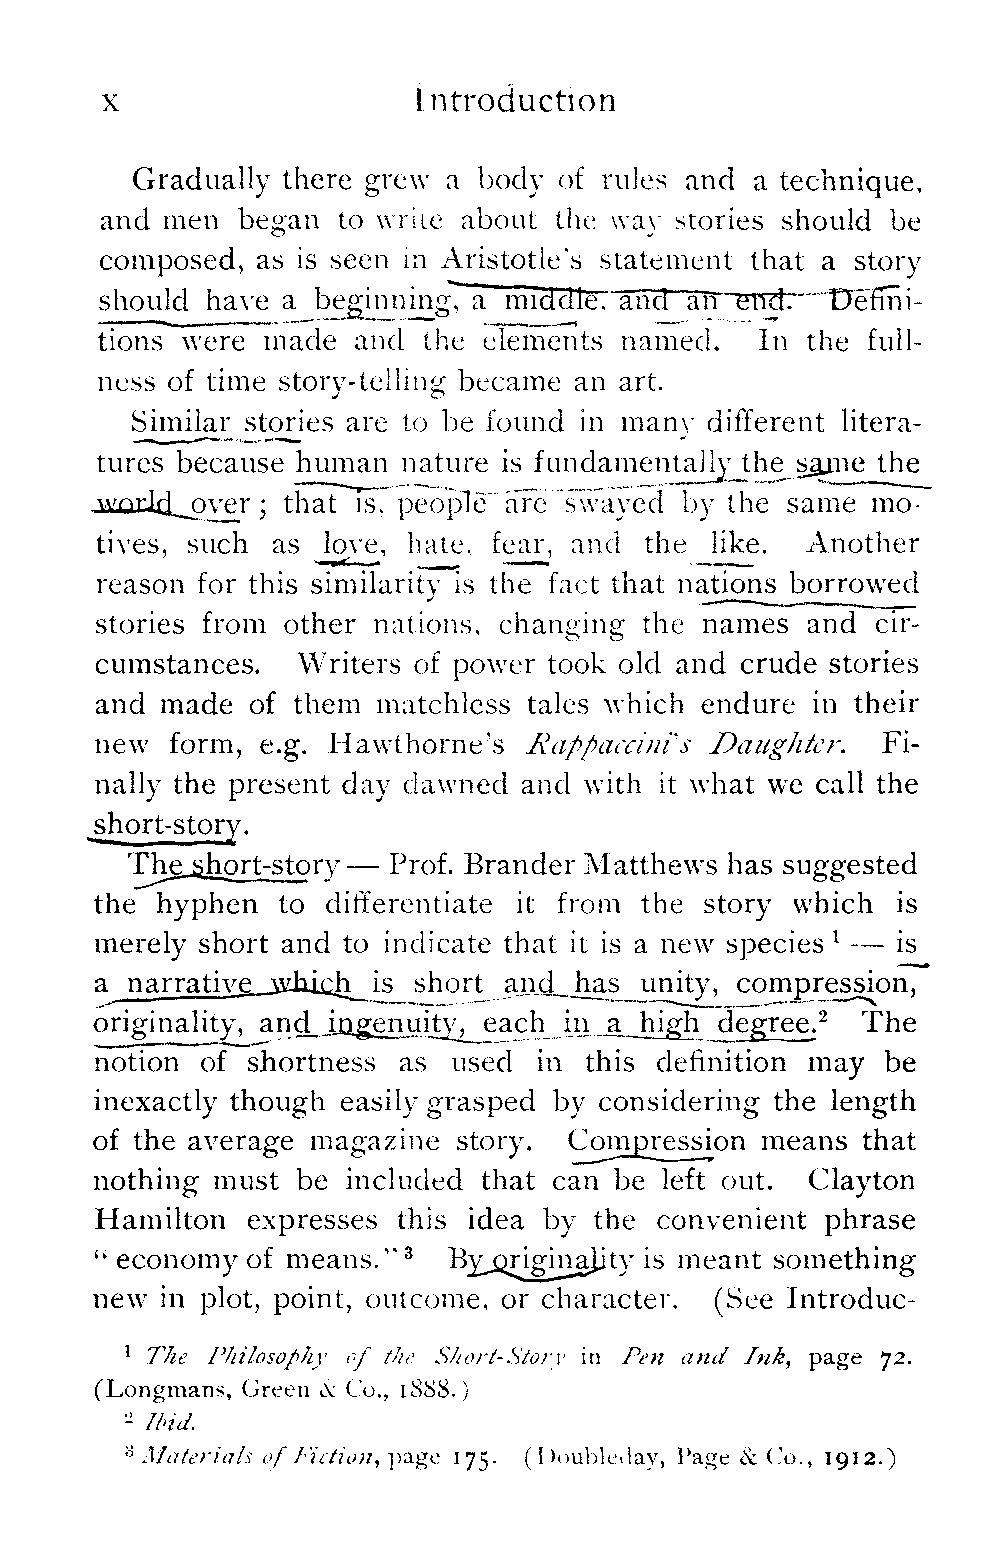 x Introduction
Gradually there grew a body of rules and a technique,
and men began to write about the way stories should be
composed, as is seen in Aristotle's statement that a story
should have a beginning, a middle, and an end. Defini-
tions were made and the elements named. In the full-
ness of time story-telling became an art.
Similar stories are to be found in many different litera-
tures because human nature is fundamentally the same the
world over; that is, people are swayed by the same mo-
tives, such as love, hate, fear, and the like. Another
reason for this similarity is the fact that nations borrowed
stories from other nations, changing the names and cir-
cumstances. Writers of power took old and crude stories
and made of them matchless tales which endure in their
new form, e.g. Hawthorne's Rappaccini's Daughter. Fi-
nally the present day dawned and with it what we call the
short-story.
The short-story — Prof. Brander Matthews has suggested
the hyphen to differentiate it from the story which is
merely short and to indicate that it is a new species ¹ — is
a narrative which is short and has unity, compression,
originality, and ingenuity, each in a high degree.² The
notion of shortness as used in this definition may be
inexactly though easily grasped by considering the length
of the average magazine story. Compression means that
nothing must be included that can be left out. Clayton
Hamilton expresses this idea by the convenient phrase
"economy of means."³ By originality is meant something
new in plot, point, outcome, or character. (See Introduc-
¹ The Philosophy of the Short-Story in Pen and Ink, page 72.
(Longmans, Green & Co., 1888.)
² Ibid.
³ Materials of Fiction, page 175. (Doubleday, Page & Co., 1912.)